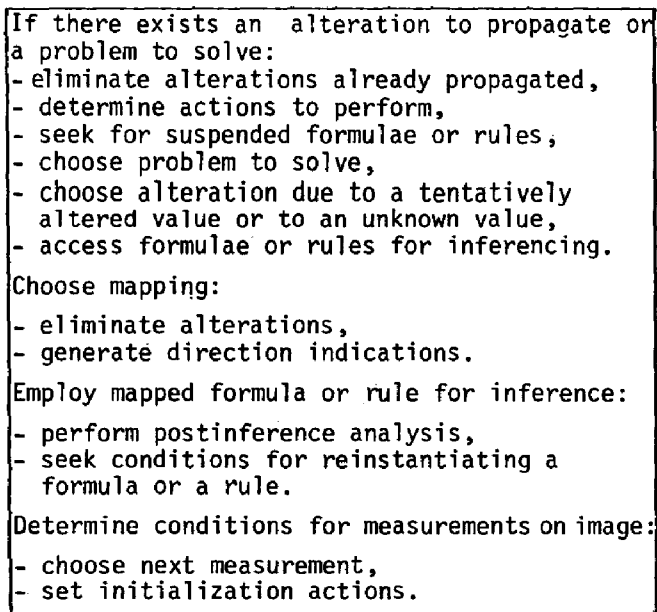 If there exists an alteration to propagate or
a problem to solve:
- eliminate alterations already propagated,
- determine actions to perform,
- seek for suspended formulae or rules,
- choose problem to solve,
- choose alteration due to a tentatively
altered value or to an unknown value,
- access formulae or rules for inferencing.
Choose mapping:
- eliminate alterations,
- generate direction indications.
Employ mapped formula or rule for inference:
- perform postinference analysis,
- seek conditions for reinstantiating a
formula or a rule.
Determine conditions for measurements on image:
- choose next measurement,
- set initialization actions.